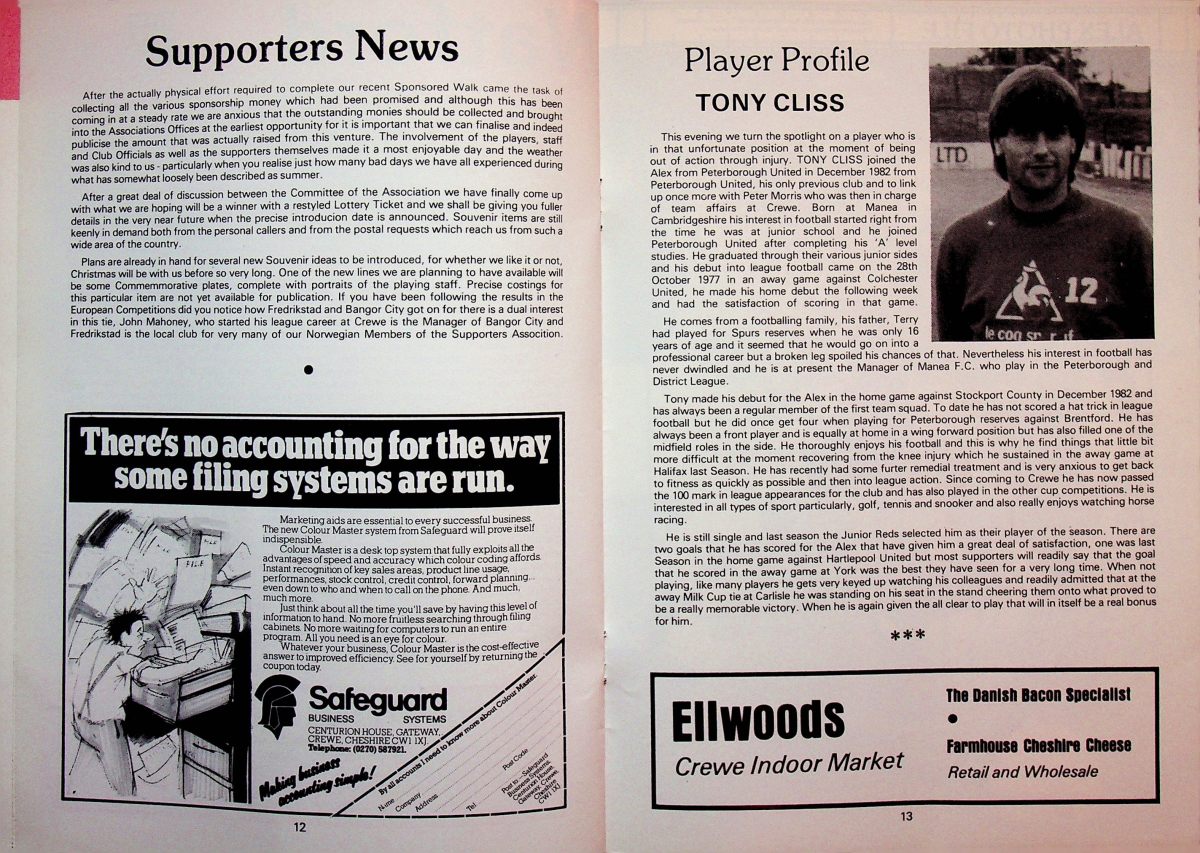 Supporters News
After the actually physical effort required to complete our recent Sponsored Walk came the task of
collecting all the various sponsorship money which had been promised and although this has been
coming in at a steady rate we are anxious that the outstanding monies should be collected and brought
into the Associations Offices at the earliest opportunity for it is important that we can finalise and indeed
publicise the amount that was actually raised from this venture. The involvement of the players, staff
and Club Officials as well as the supporters themselves made it a most enjoyable day and the weather
was also kind to us - particularly when you realise just how many bad days we have all experienced during
what has somewhat loosely been described as summer.
After a great deal of discussion between the Committee of the Association we have finally come up
with what we are hoping will be a winner with a restyled Lottery Ticket and we shall be giving you fuller
details in the very near future when the precise introducion date is announced. Souvenir items are still
keenly in demand both from the personal callers and from the postal requests which reach us from such a
wide area of the country.
Plans are already in hand for several new Souvenir ideas to be introduced, for whether we like it or not,
Christmas will be with us before so very long. One of the new lines we are planning to have available will
be some Commemmorative plates, complete with portraits of the playing staff. Precise costings for
this particular item are not yet available for publication. If you have been following the results in the
European Competitions did you notice how Fredrikstad and Bangor City got on for there is a dual interest
in this tie, John Mahoney, who started his league career at Crewe is the Manager of Bangor City and
Fredrikstad is the local club for very many of our Norwegian Members of the Supporters Assocition.
There's no accounting for the way
some filing systems are run.
FILE
FILE
Marketing aids are essential to every successful business.
The new Colour Master system from Safeguard will prove itself
indispensible.
Colour Master is a desk top system that fully exploits all the
advantages of speed and accuracy which colour coding affords.
Instant recognition of key sales areas, product line usage,
performances, stock control, credit control, forward planning...
even down to who and when to call on the phone. And much,
much more.
Just think about all the time you'll save by having this level of
information to hand. No more fruitless searching through filing
cabinets. No more waiting for computers to run an entire
program. All you need is an eye for colour.
Whatever your business, Colour Master is the cost-effective
answer to improved efficiency. See for yourself by returning the
coupon today.
Safeguard
BUSINESS SYSTEMS
CENTURION HOUSE, GATEWAY,
CREWE, CHESHIRE CW1 1XJ.
Telephone: (0270) 587921.
Making business
accounting simple!
By all accounts I need to know more about Colour Master.
Name
Company
Address
Post Code
Tel
Post to:- Safeguard
Business Systems,
Centurion House,
Gateway, Crewe,
Cheshire
CW1 1XJ
12
Player Profile
TONY CLISS
This evening we turn the spotlight on a player who is
in that unfortunate position at the moment of being
out of action through injury. TONY CLISS joined the
Alex from Peterborough United in December 1982 from
Peterborough United, his only previous club and to link
up once more with Peter Morris who was then in charge
of team affairs at Crewe. Born at Manea in
Cambridgeshire his interest in football started right from
the time he was at junior school and he joined
Peterborough United after completing his 'A' level
studies. He graduated through their various junior sides
and his debut into league football came on the 28th
October 1977 in an away game against Colchester
United, he made his home debut the following week
and had the satisfaction of scoring in that game.
He comes from a footballing family, his father, Terry
had played for Spurs reserves when he was only 16
years of age and it seemed that he would go on into a
professional career but a broken leg spoiled his chances of that. Nevertheless his interest in football has
never dwindled and he is at present the Manager of Manea F.C. who play in the Peterborough and
District League.
Tony made his debut for the Alex in the home game against Stockport County in December 1982 and
has always been a regular member of the first team squad. To date he has not scored a hat trick in league
football but he did once get four when playing for Peterborough reserves against Brentford. He has
always been a front player and is equally at home in a wing forward position but has also filled one of the
midfield roles in the side. He thoroughly enjoys his football and this is why he find things that little bit
more difficult at the moment recovering from the knee injury which he sustained in the away game at
Halifax last Season. He has recently had some furter remedial treatment and is very anxious to get back
to fitness as quickly as possible and then into league action. Since coming to Crewe he has now passed
the 100 mark in league appearances for the club and has also played in the other cup competitions. He is
interested in all types of sport particularly, golf, tennis and snooker and also really enjoys watching horse
racing.
He is still single and last season the Junior Reds selected him as their player of the season. There are
two goals that he has scored for the Alex that have given him a great deal of satisfaction, one was last
Season in the home game against Hartlepool United but most supporters will readily say that the goal
that he scored in the away game at York was the best they have seen for a very long time. When not
playing, like many players he gets very keyed up watching his colleagues and readily admitted that at the
away Milk Cup tie at Carlisle he was standing on his seat in the stand cheering them onto what proved to
be a really memorable victory. When he is again given the all clear to play that will in itself be a real bonus
for him.
***
LTD
12
le coq sportif
Ellwoods
Crewe Indoor Market
The Danish Bacon Specialist
Farmhouse Cheshire Cheese
Retail and Wholesale
13